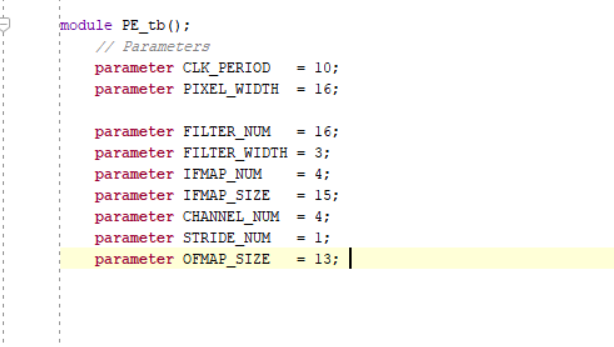 module PE_tb();
// Parameters
parameter CLK_PERIOD = 10;
parameter PIXEL_WIDTH = 16;
parameter FILTER_NUM = 16;
parameter FILTER_WIDTH = 3;
parameter IFMAP_NUM = 4;
parameter IFMAP_SIZE = 15;
parameter CHANNEL_NUM = 4;
parameter STRIDE_NUM = 1;
parameter OFMAP_SIZE = 13;